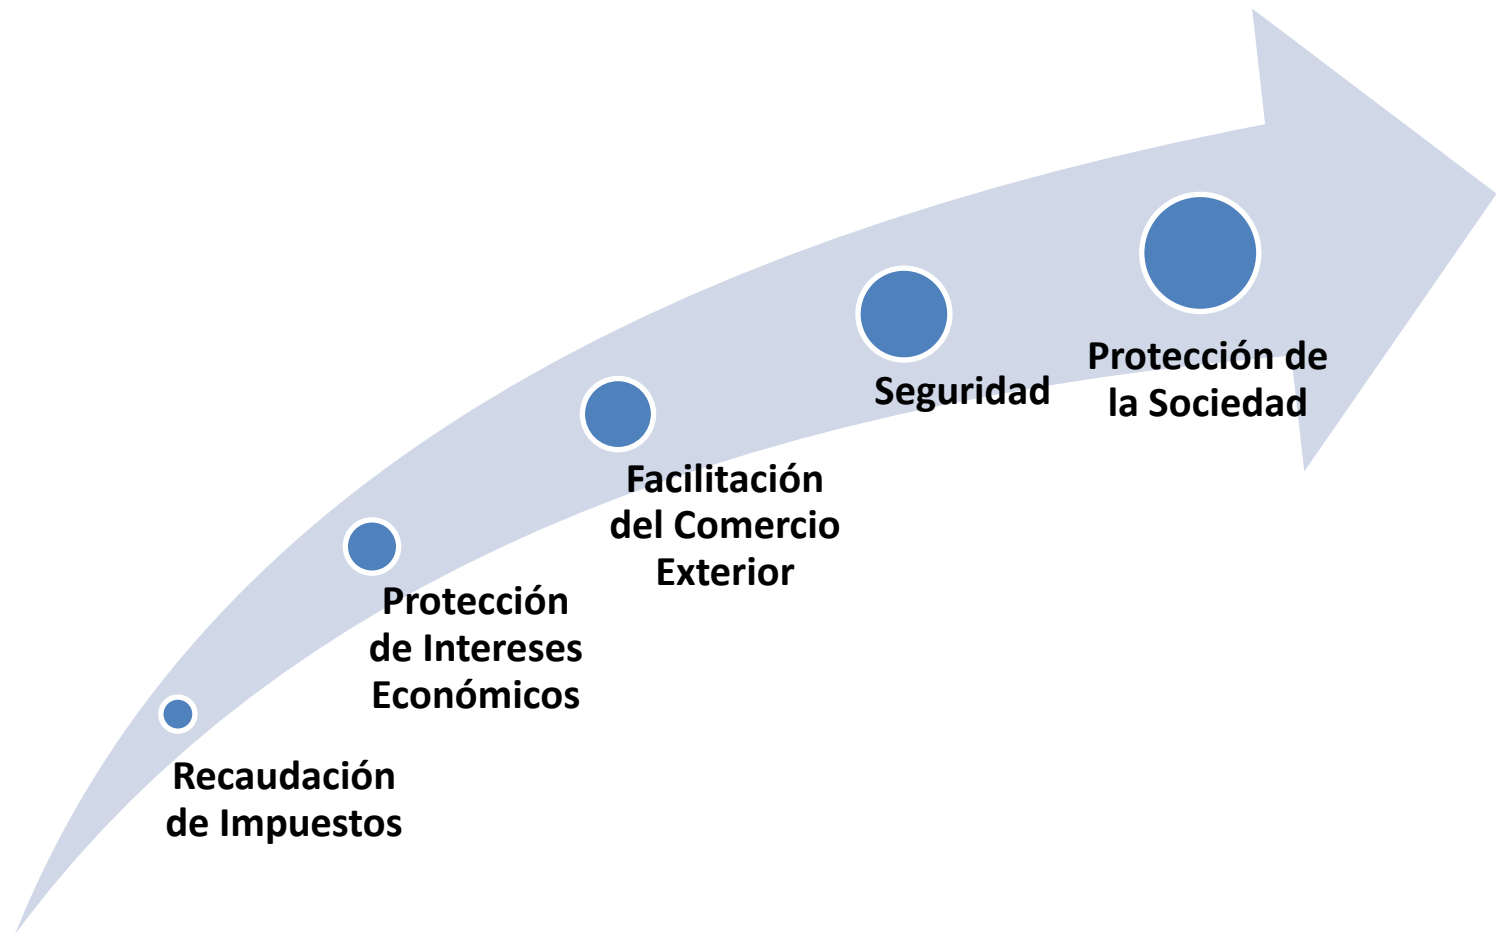 Recaudación
de Impuestos
Protección
de Intereses
Económicos
Facilitación
del Comercio
Exterior
Seguridad
Protección de
la Sociedad